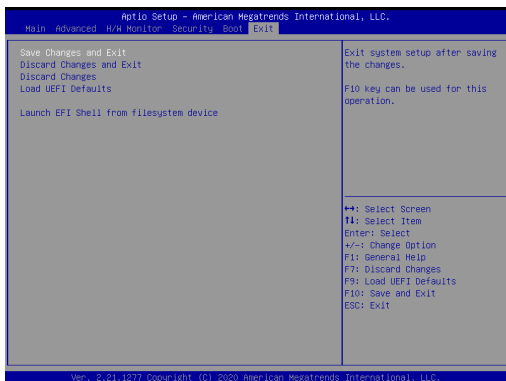 Aptio Setup – American Megatrends International, LLC.
Main Advanced H/W Monitor Security Boot Exit
Save Changes and Exit
Discard Changes and Exit
Discard Changes
Load UEFI Defaults
Launch EFI Shell from filesystem device
Exit system setup after saving
the changes.
F10 key can be used for this
operation.
↔: Select Screen
↑↓: Select Item
Enter: Select
+/-: Change Option
F1: General Help
F7: Discard Changes
F9: Load UEFI Defaults
F10: Save and Exit
ESC: Exit
Ver. 2.21.1277 Copyright (C) 2020 American Megatrends International, LLC.